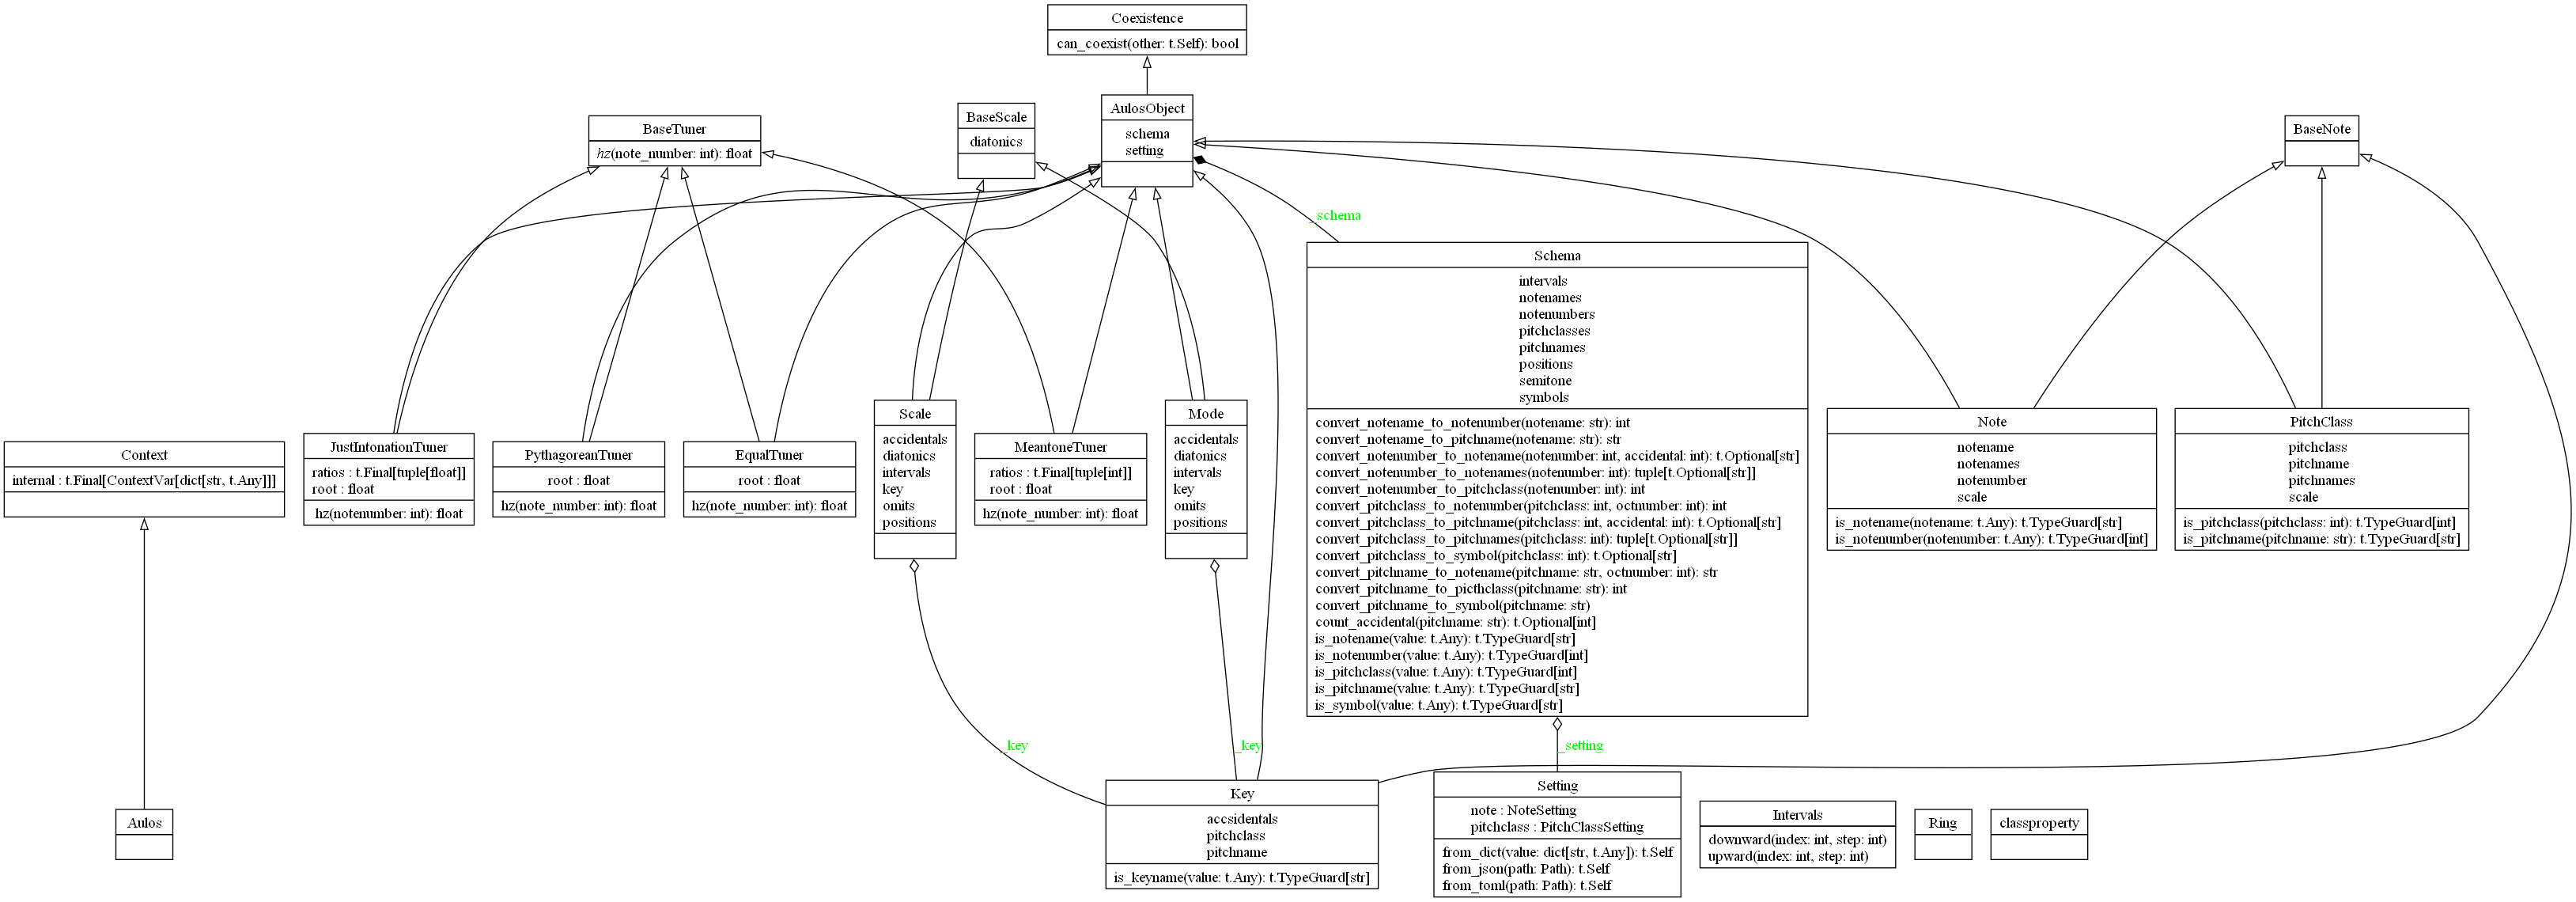 Coexistence
can_coexist(other: t.Self): bool
BaseTuner
hz(note_number: int): float
BaseScale
diatonics
AulosObject
schema
setting
BaseNote
_schema
Schema
intervals
notenames
notenumbers
pitchclasses
pitchnames
positions
semitone
symbols
convert_notename_to_notenumber(notename: str): int
convert_notename_to_pitchname(notename: str): str
convert_notenumber_to_notename(notenumber: int, accidental: int): t.Optional[str]
convert_notenumber_to_notenames(notenumber: int): tuple[t.Optional[str]]
convert_notenumber_to_pitchclass(notenumber: int): int
convert_pitchclass_to_notenumber(pitchclass: int, octnumber: int): int
convert_pitchclass_to_pitchname(pitchclass: int, accidental: int): t.Optional[str]
convert_pitchclass_to_pitchnames(pitchclass: int): tuple[t.Optional[str]]
convert_pitchclass_to_symbol(pitchclass: int): t.Optional[str]
convert_pitchname_to_notename(pitchname: str, octnumber: int): str
convert_pitchname_to_picthclass(pitchname: str): int
convert_pitchname_to_symbol(pitchname: str)
count_accidental(pitchname: str): t.Optional[int]
is_notename(value: t.Any): t.TypeGuard[str]
is_notenumber(value: t.Any): t.TypeGuard[int]
is_pitchclass(value: t.Any): t.TypeGuard[int]
is_pitchname(value: t.Any): t.TypeGuard[str]
is_symbol(value: t.Any): t.TypeGuard[str]
Context
internal : t.Final[ContextVar[dict[str, t.Any]]]
JustIntonationTuner
ratios : t.Final[tuple[float]]
root : float
hz(notenumber: int): float
PythagoreanTuner
root : float
hz(note_number: int): float
EqualTuner
root : float
hz(note_number: int): float
Scale
accidentals
diatonics
intervals
key
omits
positions
MeantoneTuner
ratios : t.Final[tuple[int]]
root : float
hz(note_number: int): float
Mode
accidentals
diatonics
intervals
key
omits
positions
Note
notename
notenames
notenumber
scale
is_notename(notename: t.Any): t.TypeGuard[str]
is_notenumber(notenumber: t.Any): t.TypeGuard[int]
PitchClass
pitchclass
pitchname
pitchnames
scale
is_pitchclass(pitchclass: int): t.TypeGuard[int]
is_pitchname(pitchname: str): t.TypeGuard[str]
_key
_key
_setting
Aulos
Key
accsidentals
pitchclass
pitchname
is_keyname(value: t.Any): t.TypeGuard[str]
Setting
note : NoteSetting
pitchclass : PitchClassSetting
from_dict(value: dict[str, t.Any]): t.Self
from_json(path: Path): t.Self
from_toml(path: Path): t.Self
Intervals
downward(index: int, step: int)
upward(index: int, step: int)
Ring
classproperty